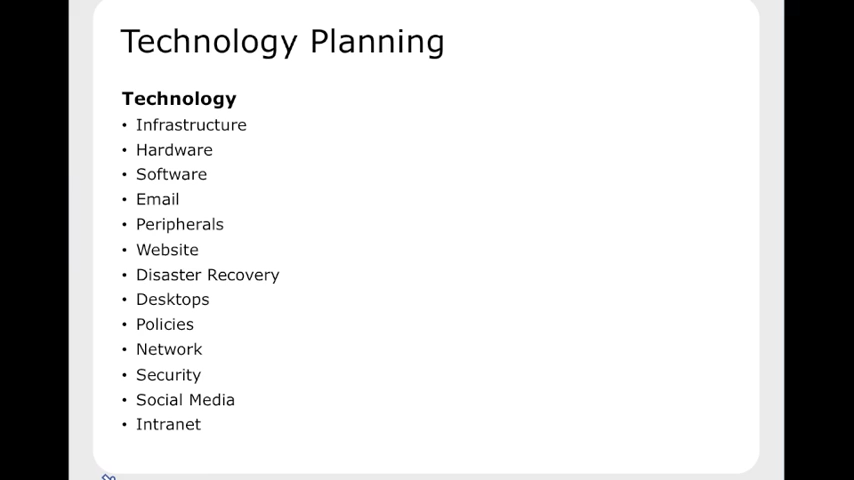 Technology Planning
Technology
• Infrastructure
• Hardware
• Software
• Email
• Peripherals
• Website
• Disaster Recovery
• Desktops
• Policies
• Network
• Security
• Social Media
• Intranet